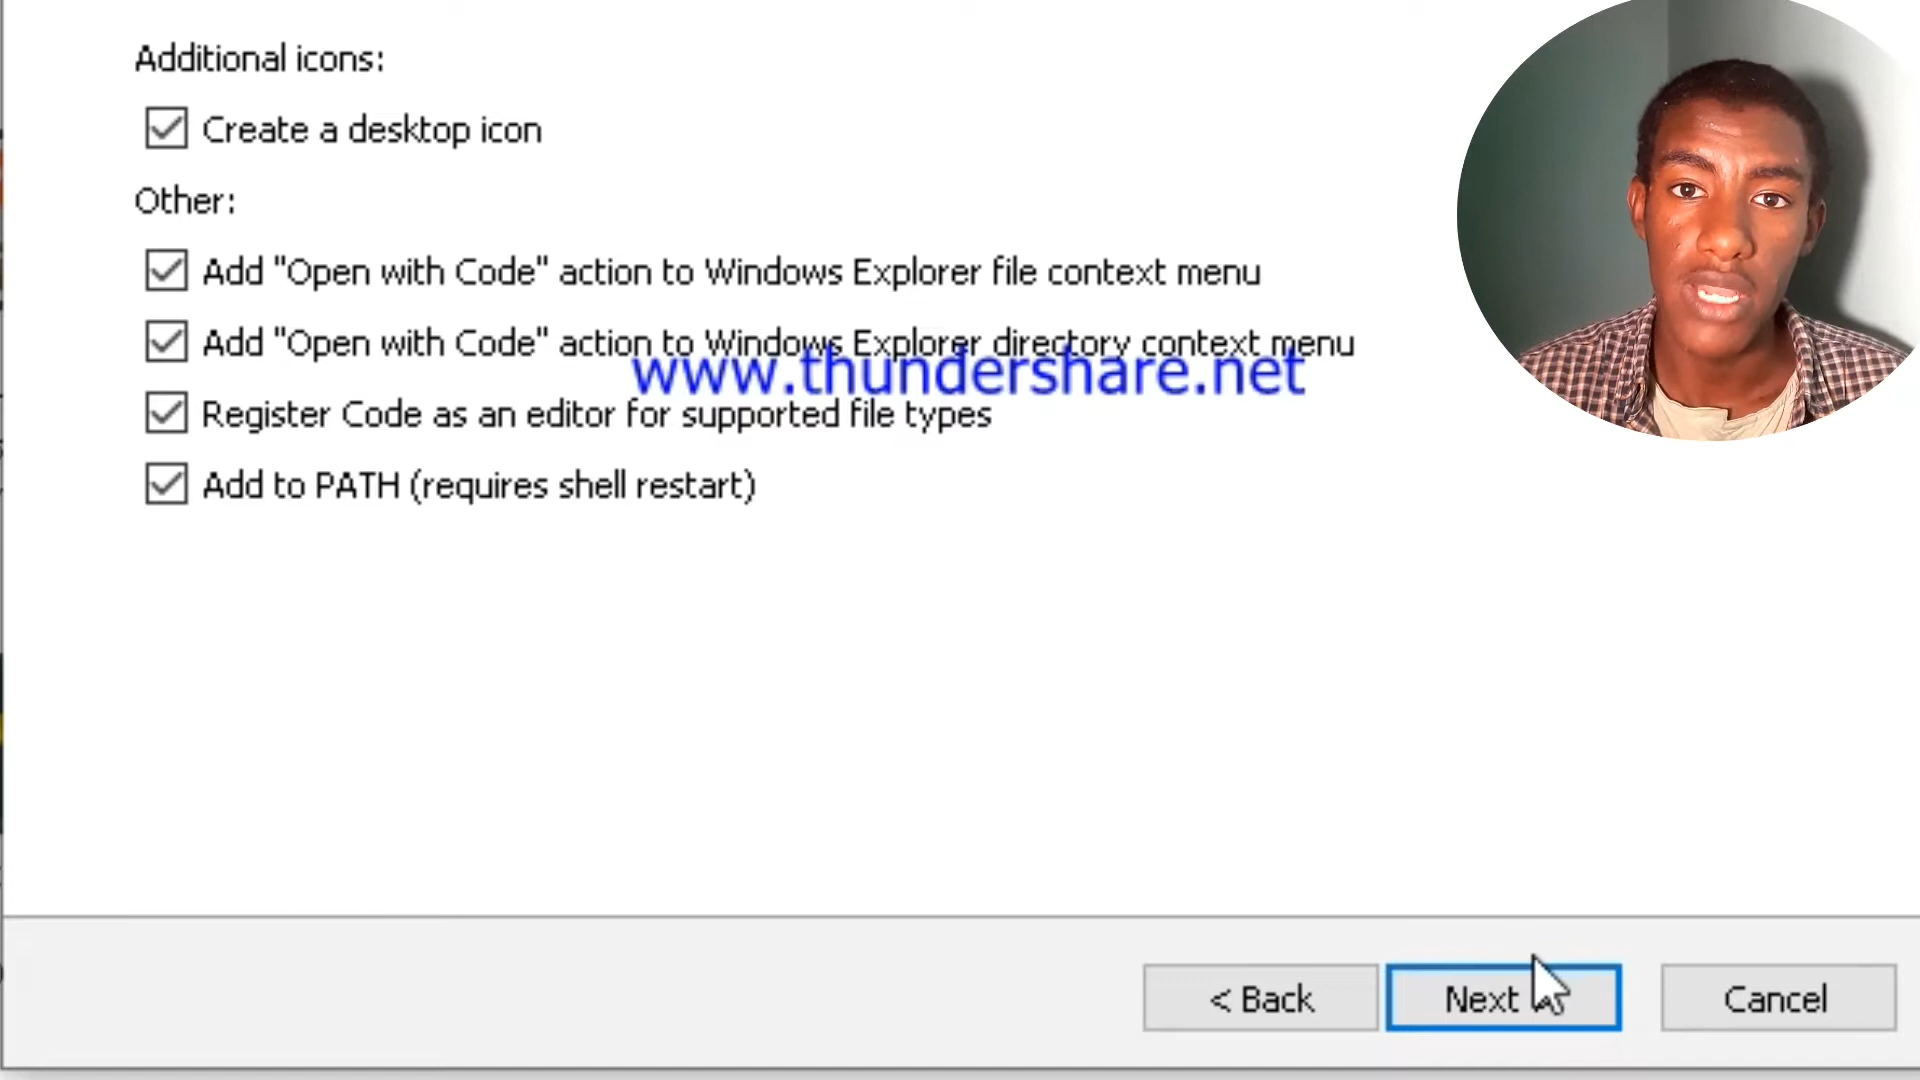 Additional icons:
Create a desktop icon
Other:
Add "Open with Code" action to Windows Explorer file context menu
Add "Open with Code" action to Windows Explorer directory context menu
www.thundershare.net
Register Code as an editor for supported file types
Add to PATH (requires shell restart)
< Back
Next
Cancel